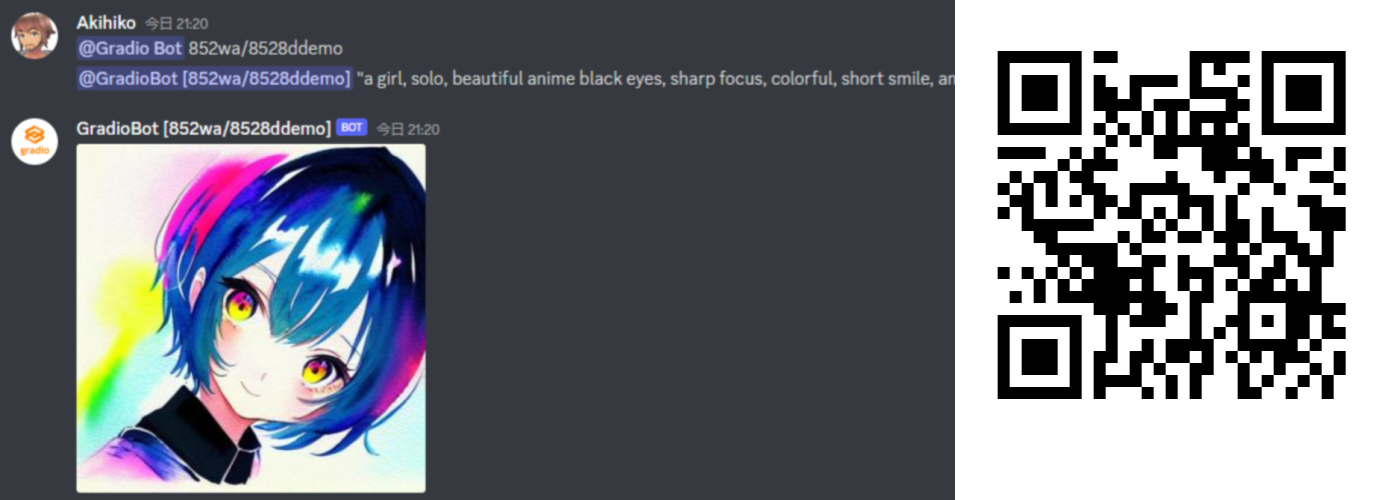 Akihiko 今日 21:20
@Gradio Bot 852wa/8528ddemo
@GradioBot [852wa/8528ddemo] "a girl, solo, beautiful anime black eyes, sharp focus, colorful, short smile, an
GradioBot [852wa/8528ddemo] BOT 今日 21:20
gradio